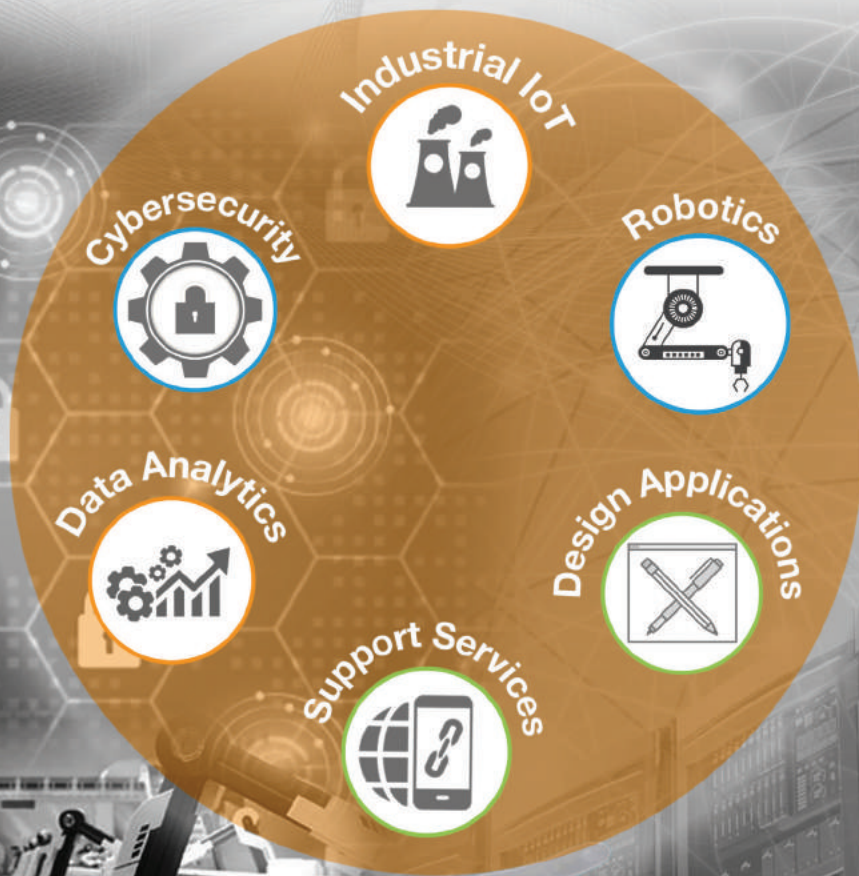 Industrial IoT
Cybersecurity
Robotics
Data Analytics
Design Applications
Support Services